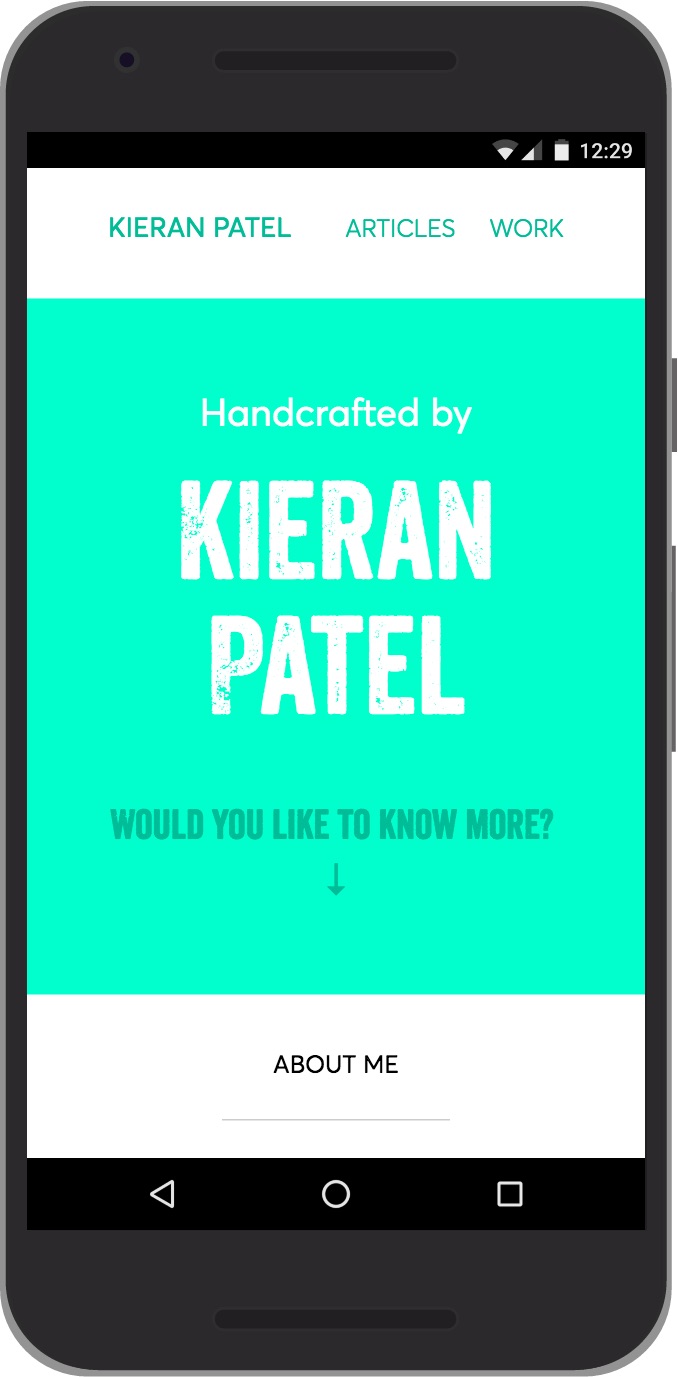 12:29
KIERAN PATEL ARTICLES WORK
Handcrafted by
KIERAN
PATEL
WOULD YOU LIKE TO KNOW MORE?
ABOUT ME